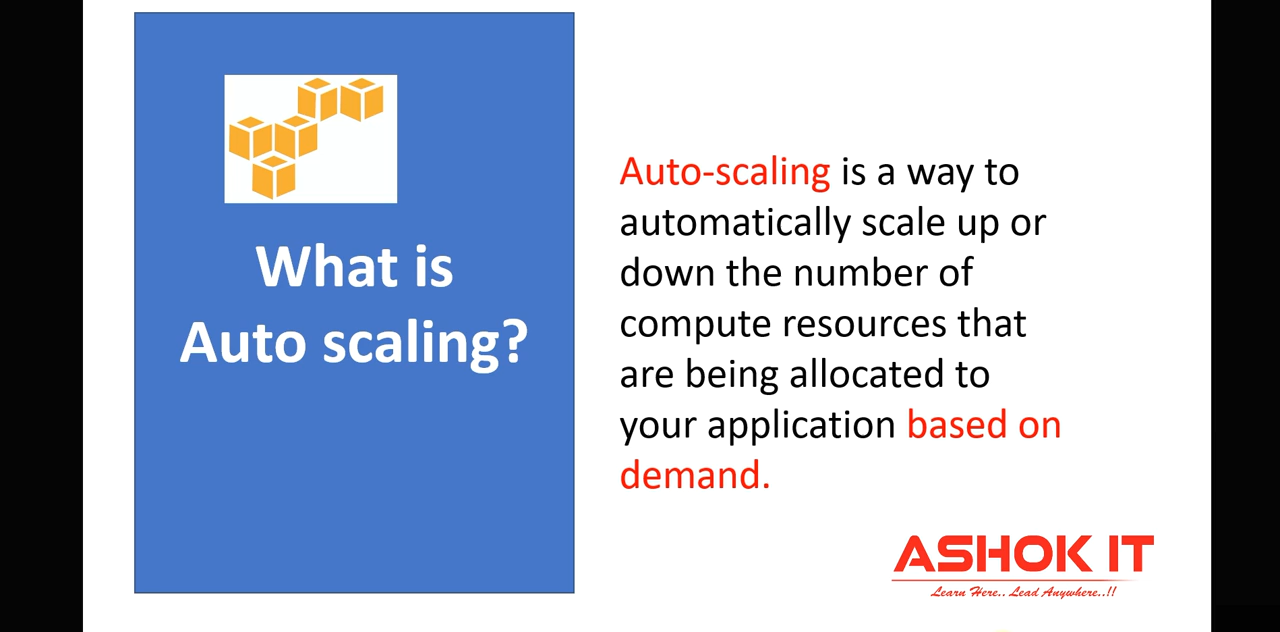 What is
Auto scaling?
Auto-scaling is a way to
automatically scale up or
down the number of
compute resources that
are being allocated to
your application based on
demand.
ASHOK IT
Learn Here.. Lead Anywhere..!!